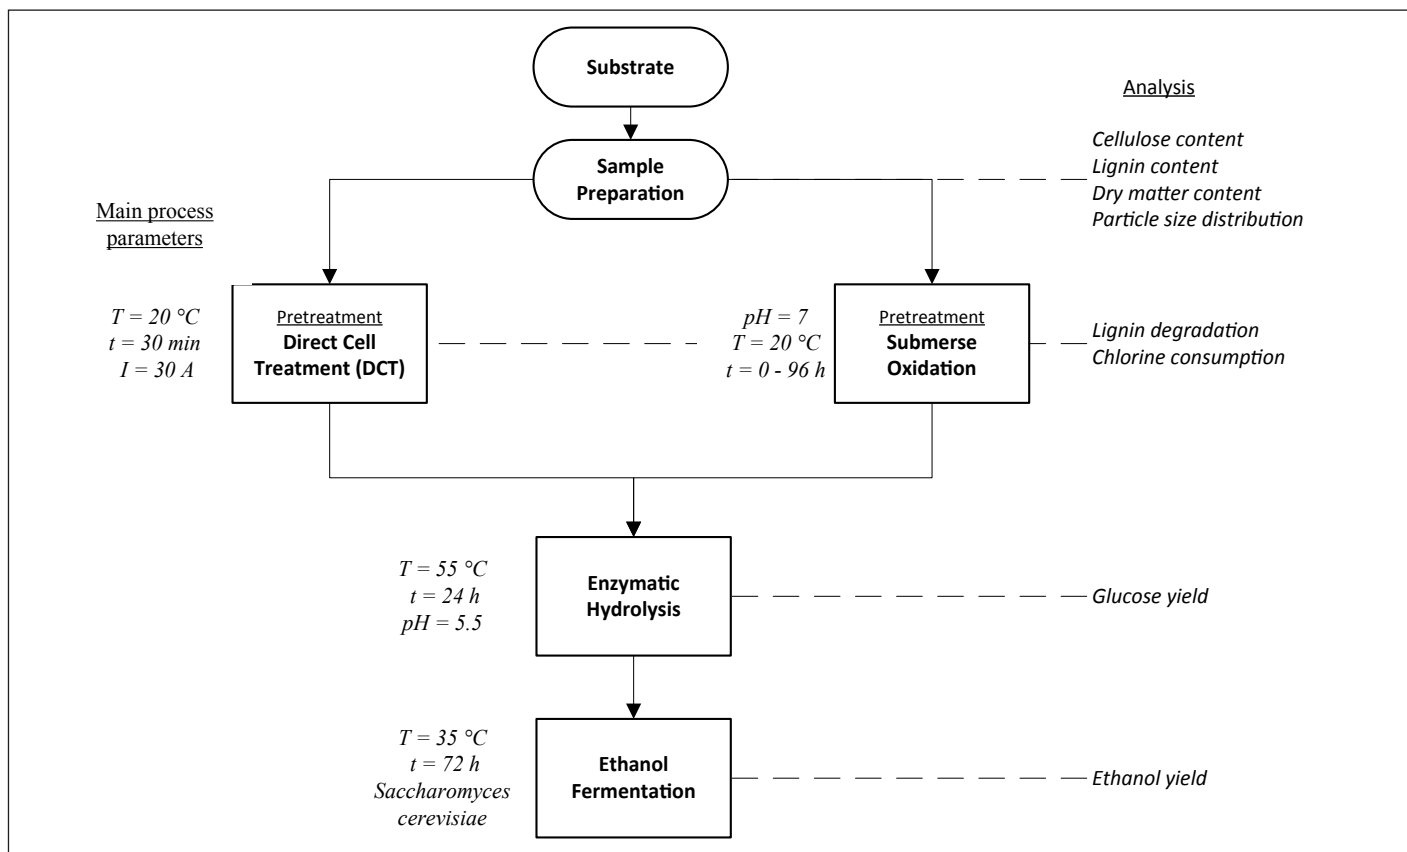 Substrate
Analysis
Sample
Preparation
Cellulose content
Lignin content
Dry matter content
Particle size distribution
Main process
parameters
T = 20 °C
t = 30 min
I = 30 A
Pretreatment
Direct Cell
Treatment (DCT)
pH = 7
T = 20 °C
t = 0 - 96 h
Pretreatment
Submerse
Oxidation
Lignin degradation
Chlorine consumption
T = 55 °C
t = 24 h
pH = 5.5
Enzymatic
Hydrolysis
Glucose yield
T = 35 °C
t = 72 h
Saccharomyces
cerevisiae
Ethanol
Fermentation
Ethanol yield